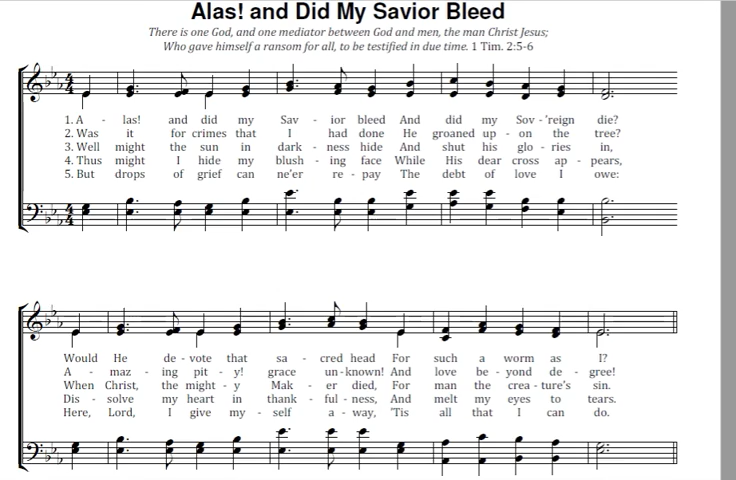 Alas! and Did My Savior Bleed
There is one God, and one mediator between God and men, the man Christ Jesus;
Who gave himself a ransom for all, to be testified in due time. 1 Tim. 2:5-6
4
4
1. A - las! and did my Sav - ior bleed And did my Sov - 'reign die?
2. Was it for crimes that I had done He groaned up - on the tree?
3. Well might the sun in dark - ness hide And shut his glo - ries in,
4. Thus might I hide my blush - ing face While His dear cross ap - pears,
5. But drops of grief can ne'er re - pay The debt of love I owe:
4
4
Would He de - vote that sa - cred head For such a worm as I?
A - maz - ing pit - y! grace un - known! And love be - yond de - gree!
When Christ, the might - y Mak - er died, For man the crea - ture's sin.
Dis - solve my heart in thank - ful - ness, And melt my eyes to tears.
Here, Lord, I give my - self a - way, 'Tis all that I can do.